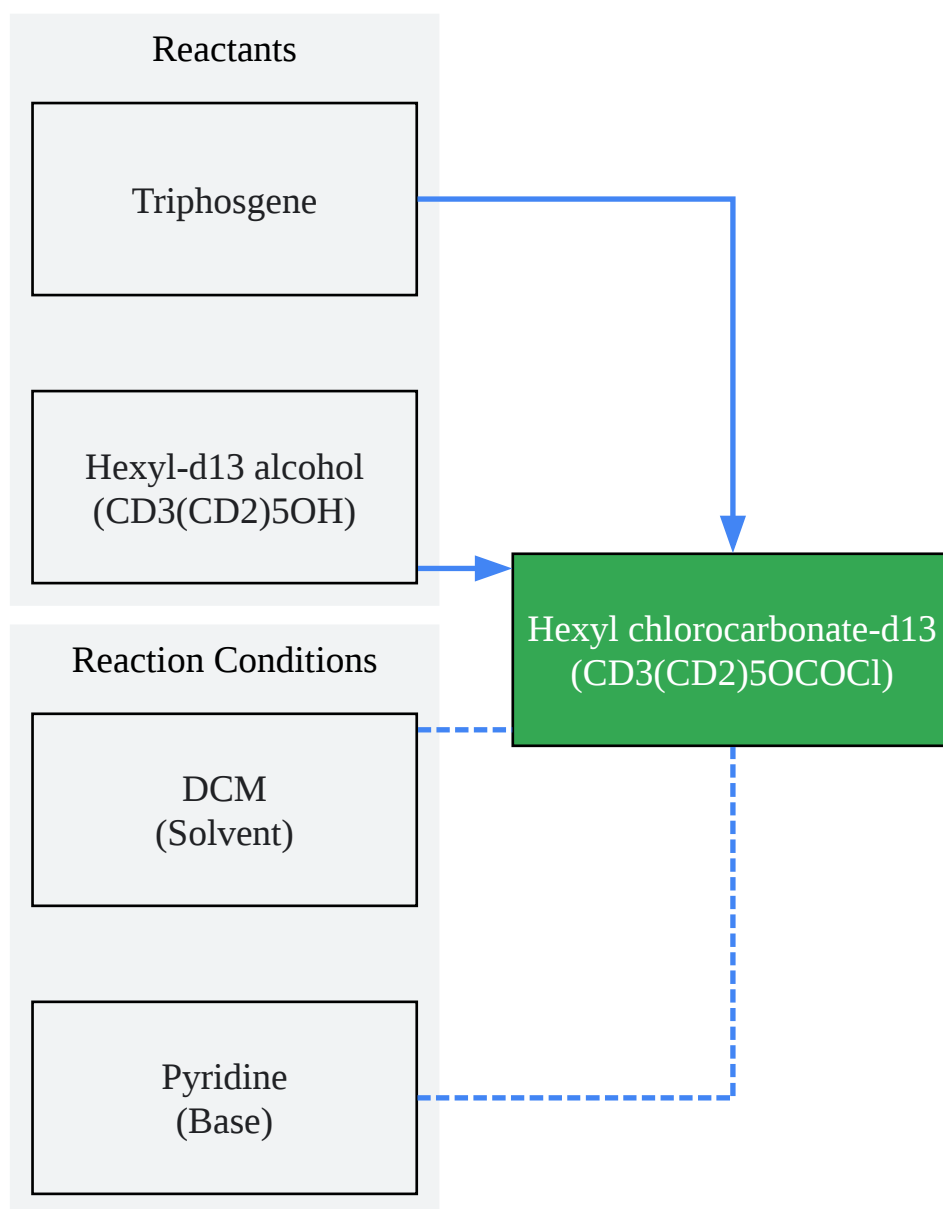 Reactants
Triphosgene
Hexyl-d13 alcohol
(CD3(CD2)5OH)
Hexyl chlorocarbonate-d13
(CD3(CD2)5OCOCl)
Reaction Conditions
DCM
(Solvent)
Pyridine
(Base)